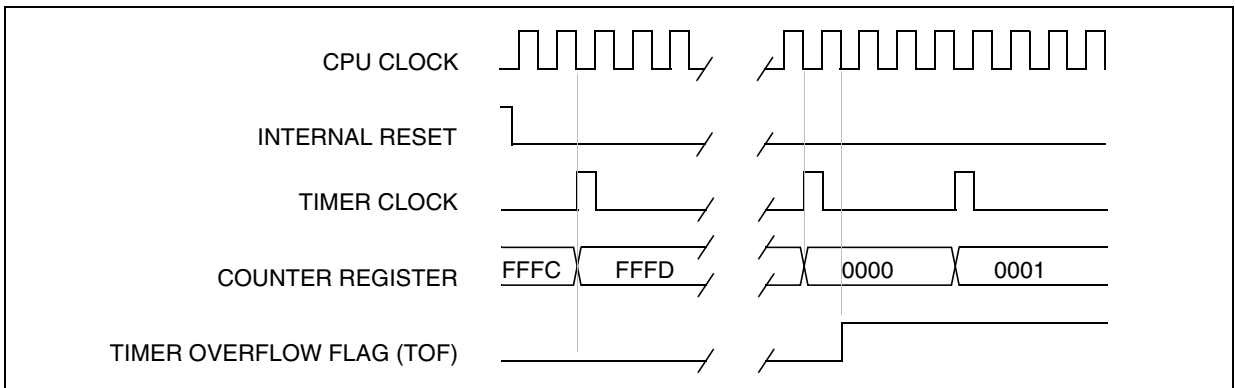 CPU CLOCK
INTERNAL RESET
TIMER CLOCK
COUNTER REGISTER
FFFC
FFFD
0000
0001
TIMER OVERFLOW FLAG (TOF)